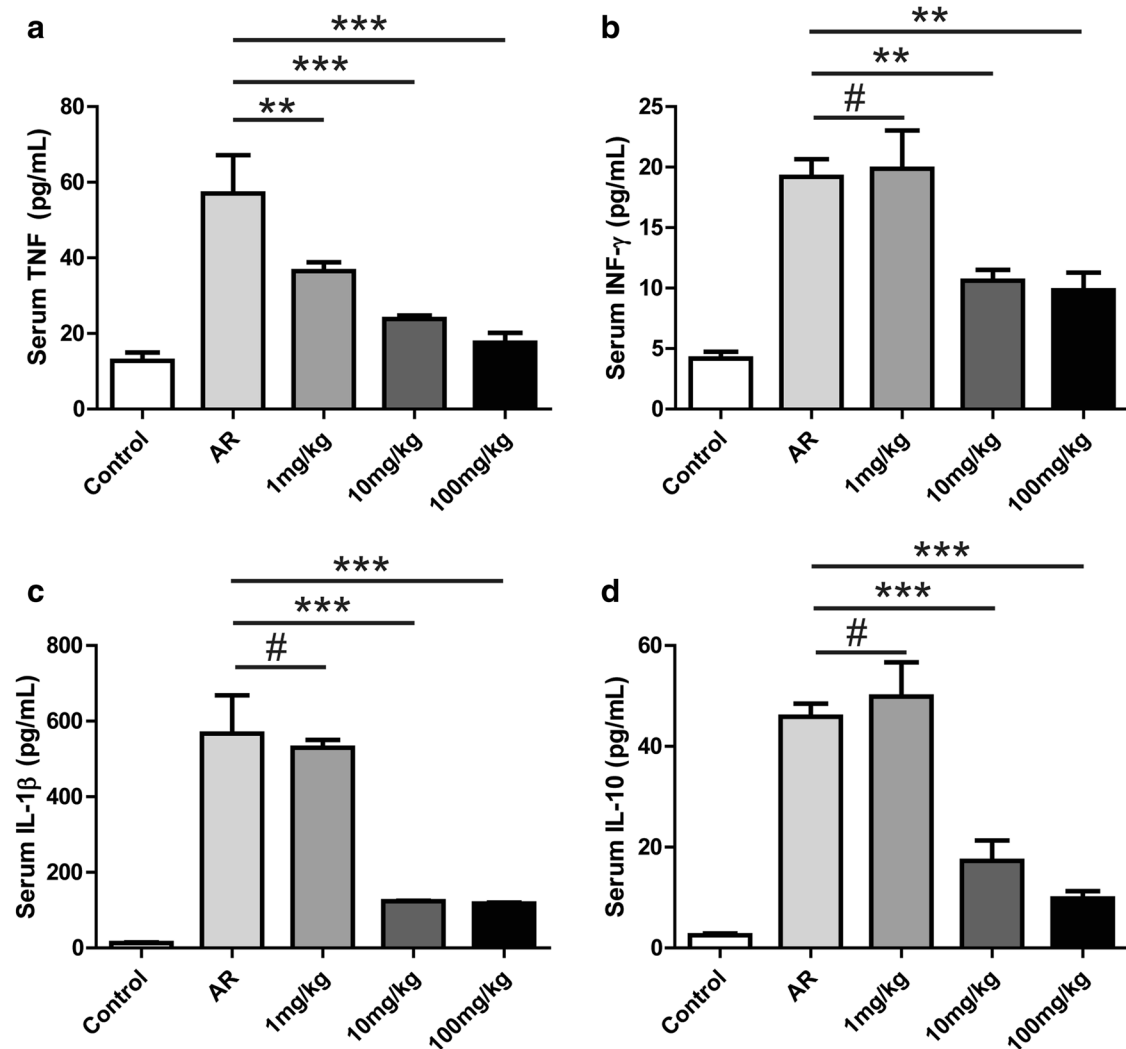 a
***
***
**
Serum TNF (pg/mL)
80
60
40
20
0
Control
AR
1mg/kg
10mg/kg
100mg/kg
b
**
**
#
Serum INF-γ (pg/mL)
25
20
15
10
5
0
Control
AR
1mg/kg
10mg/kg
100mg/kg
c
***
***
#
Serum IL-1β (pg/mL)
800
600
400
200
0
Control
AR
1mg/kg
10mg/kg
100mg/kg
d
***
***
#
Serum IL-10 (pg/mL)
60
40
20
0
Control
AR
1mg/kg
10mg/kg
100mg/kg